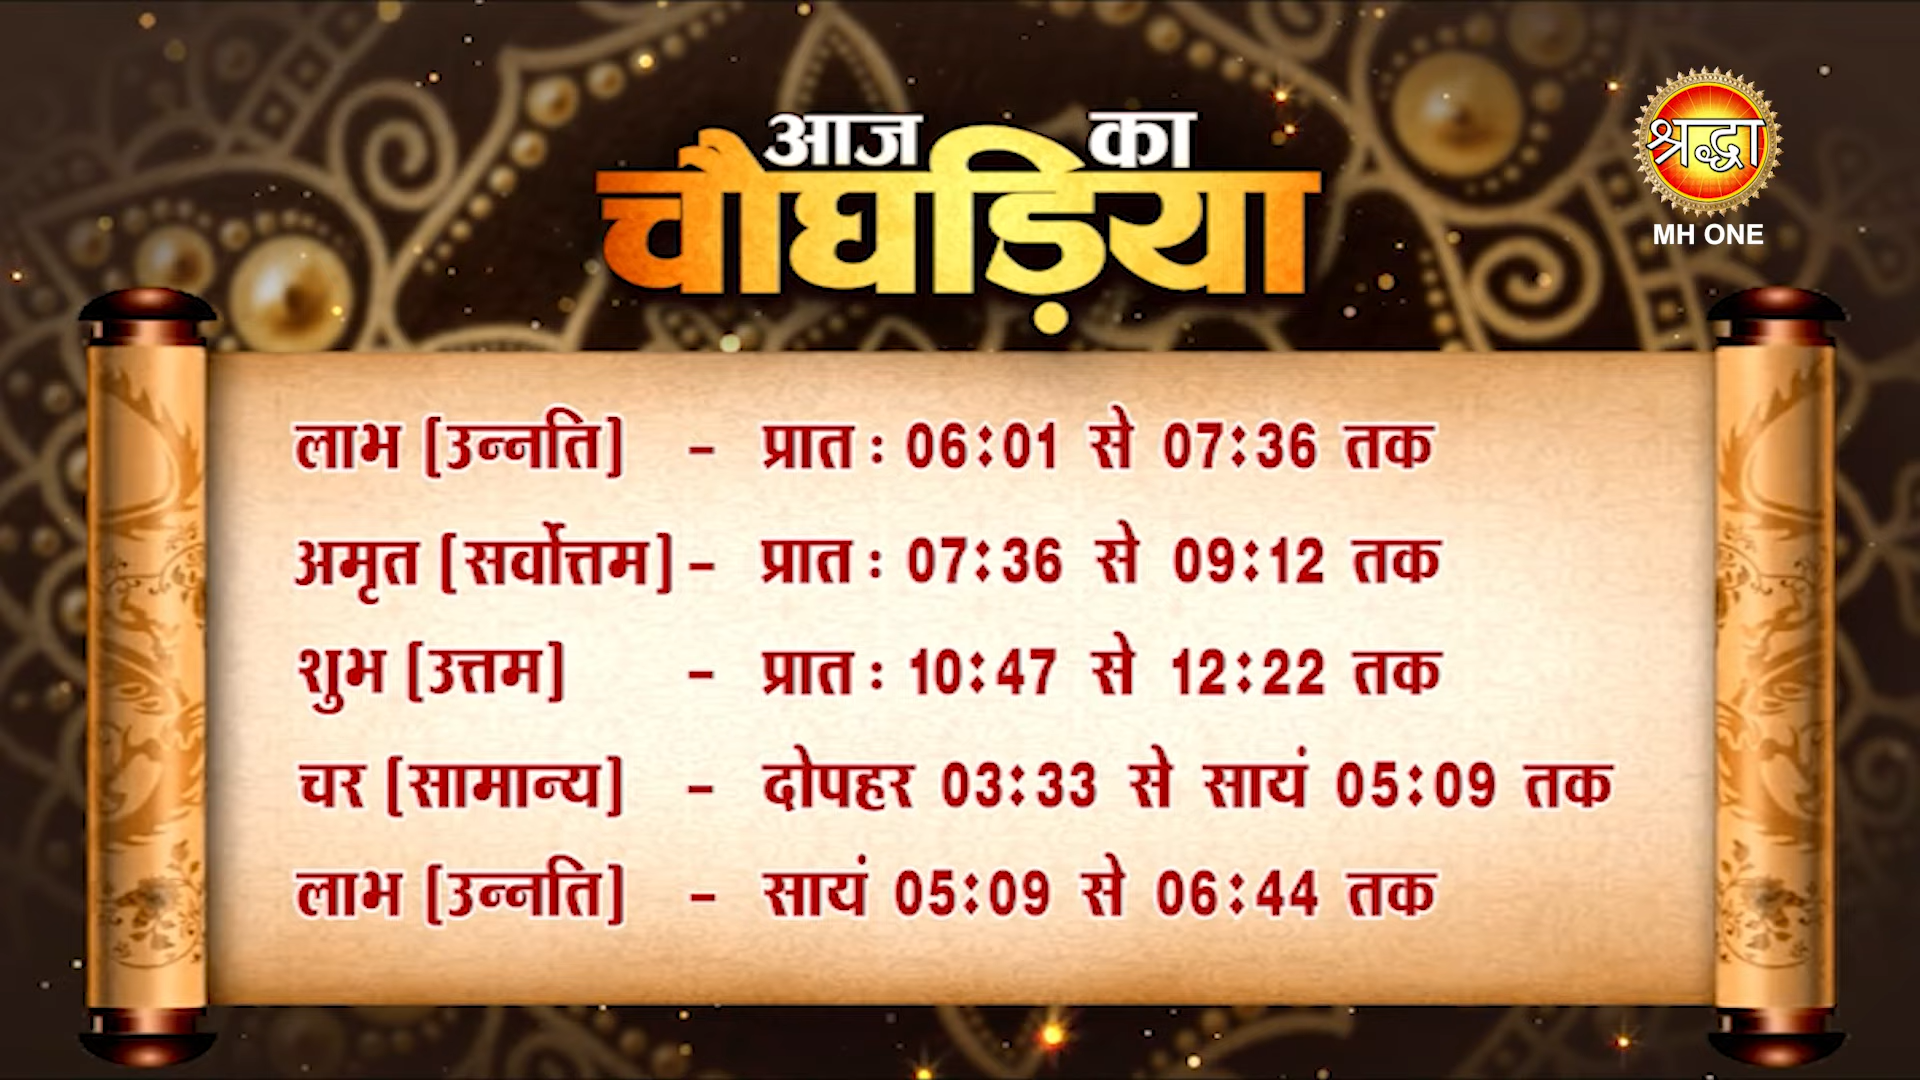 आज का
चौघड़िया
श्रद्धा
MH ONE
लाभ [उन्नति] - प्रातः 06:01 से 07:36 तक
अमृत [सर्वोत्तम] - प्रातः 07:36 से 09:12 तक
शुभ [उत्तम] - प्रातः 10:47 से 12:22 तक
चर [सामान्य] - दोपहर 03:33 से सायं 05:09 तक
लाभ [उन्नति] - सायं 05:09 से 06:44 तक